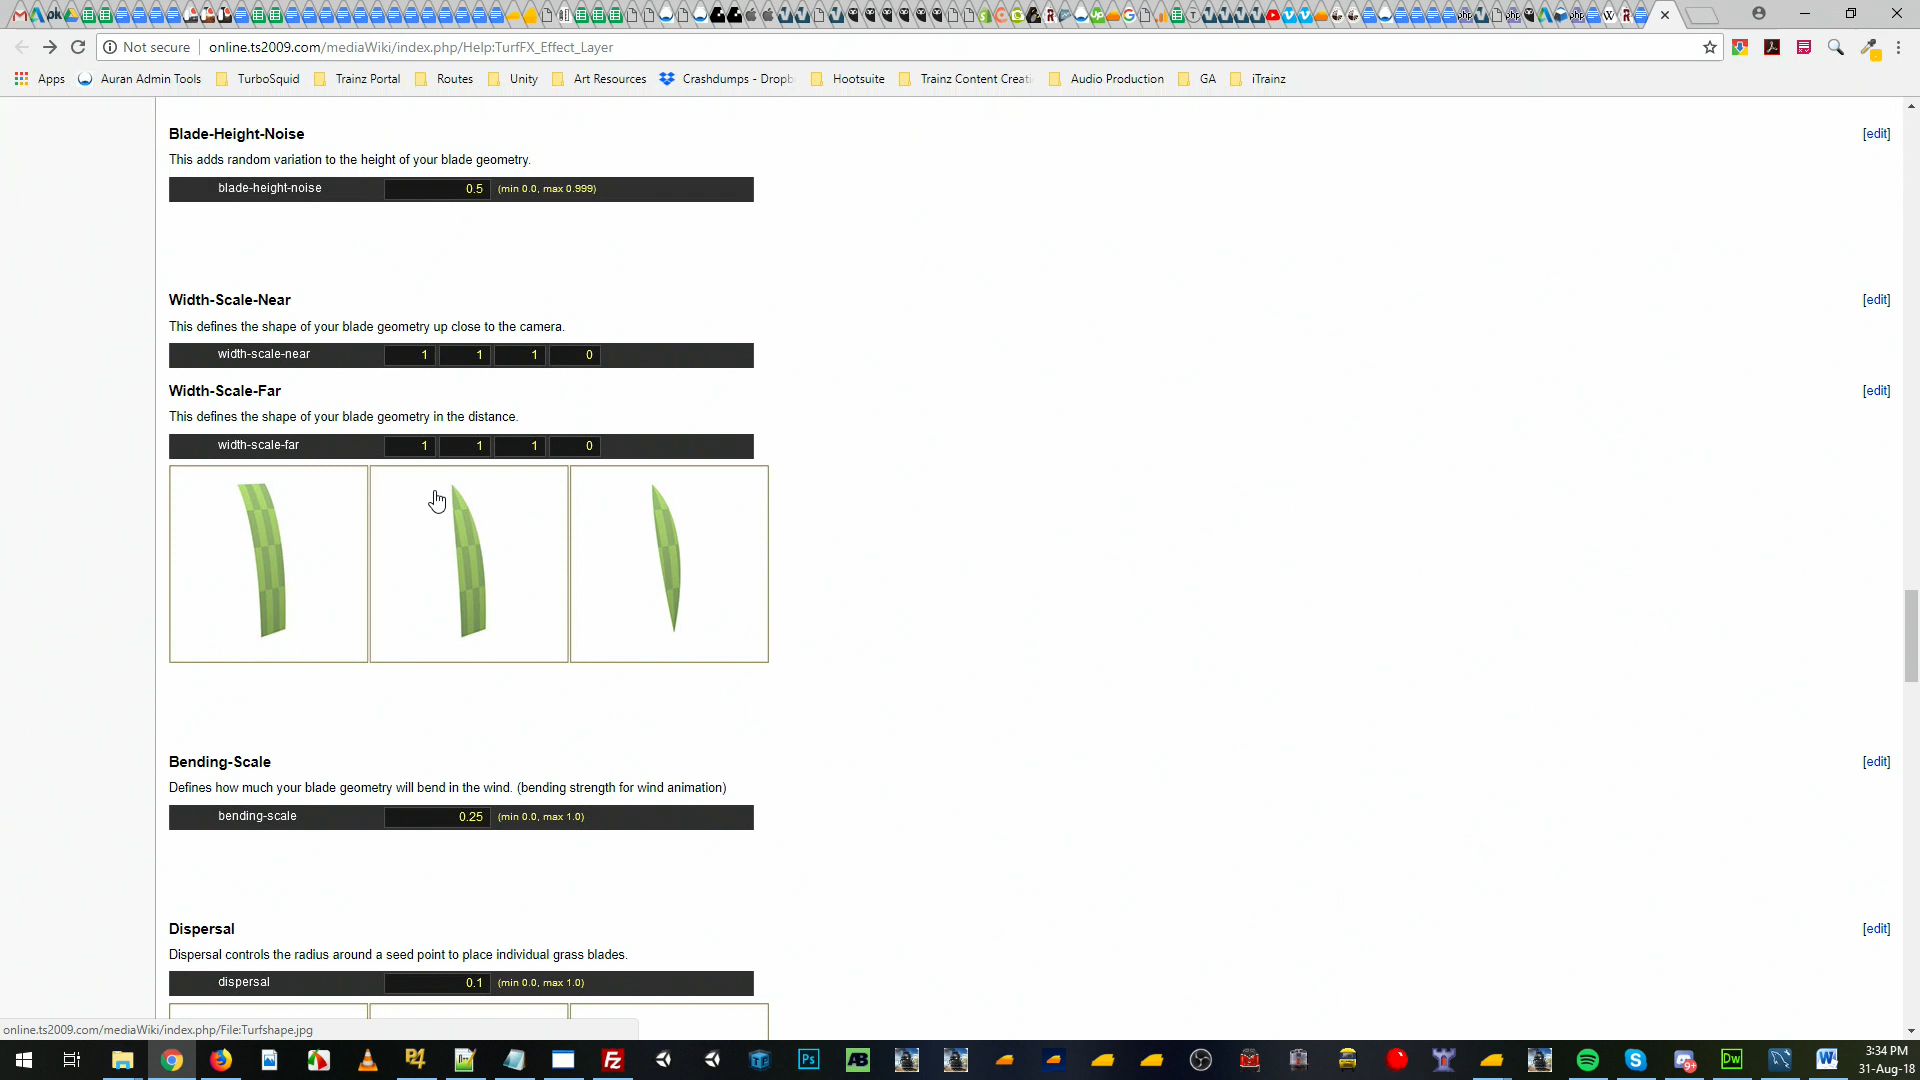 Not secure online.ts2009.com/mediaWiki/index.php/Help:TurfFX_Effect_Layer
Apps Auran Admin Tools TurboSquid Trainz Portal Routes Unity Art Resources Crashdumps - Dropb Hootsuite Trainz Content Creati Audio Production GA iTrainz
Blade-Height-Noise [edit]
This adds random variation to the height of your blade geometry.
blade-height-noise 0.5 (min 0.0, max 0.999)
Width-Scale-Near [edit]
This defines the shape of your blade geometry up close to the camera.
width-scale-near 1 1 1 0
Width-Scale-Far [edit]
This defines the shape of your blade geometry in the distance.
width-scale-far 1 1 1 0
Bending-Scale [edit]
Defines how much your blade geometry will bend in the wind. (bending strength for wind animation)
bending-scale 0.25 (min 0.0, max 1.0)
Dispersal [edit]
Dispersal controls the radius around a seed point to place individual grass blades.
dispersal 0.1 (min 0.0, max 1.0)
online.ts2009.com/mediaWiki/index.php/File:Turfshape.jpg
3:34 PM
31-Aug-18